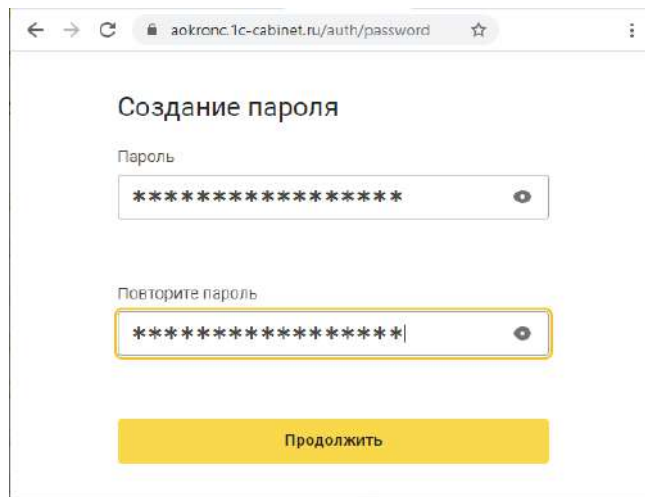 aokronc.1c-cabinet.ru/auth/password
Создание пароля
Пароль
*****************
Повторите пароль
*****************
Продолжить